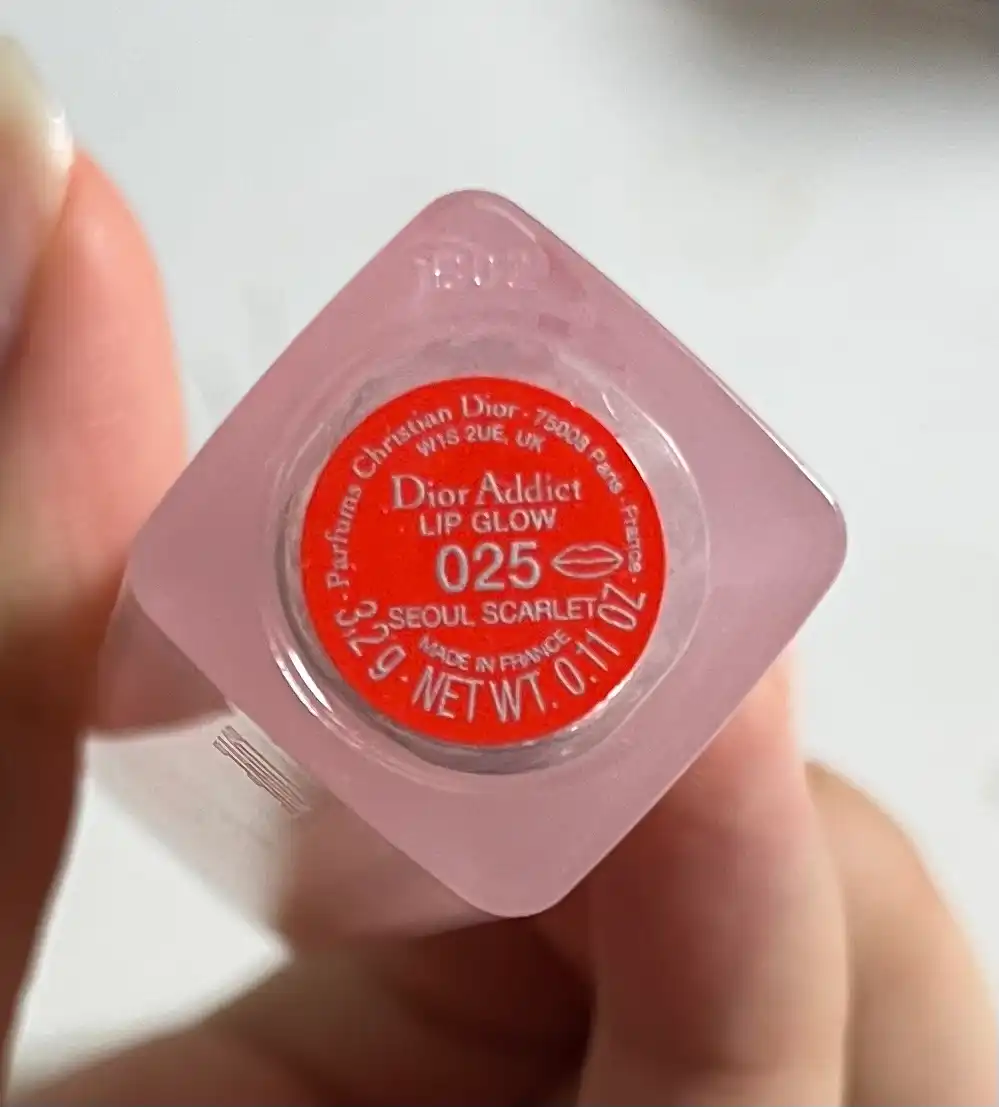 Parfums Christian Dior · 75008 Paris · France ·
W1S 2UE, UK
Dior Addict
LIP GLOW
025
SEOUL SCARLET
MADE IN FRANCE
3,2 g · NET WT. 0.11 OZ